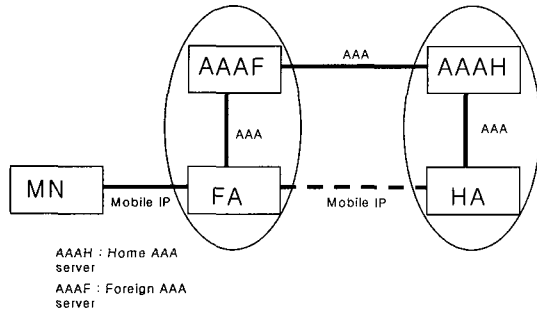 AAA
AAAF
AAAH
AAA
AAA
MN
FA
HA
Mobile IP
Mobile IP
AAAH : Home AAA
server
AAAF : Foreign AAA
server